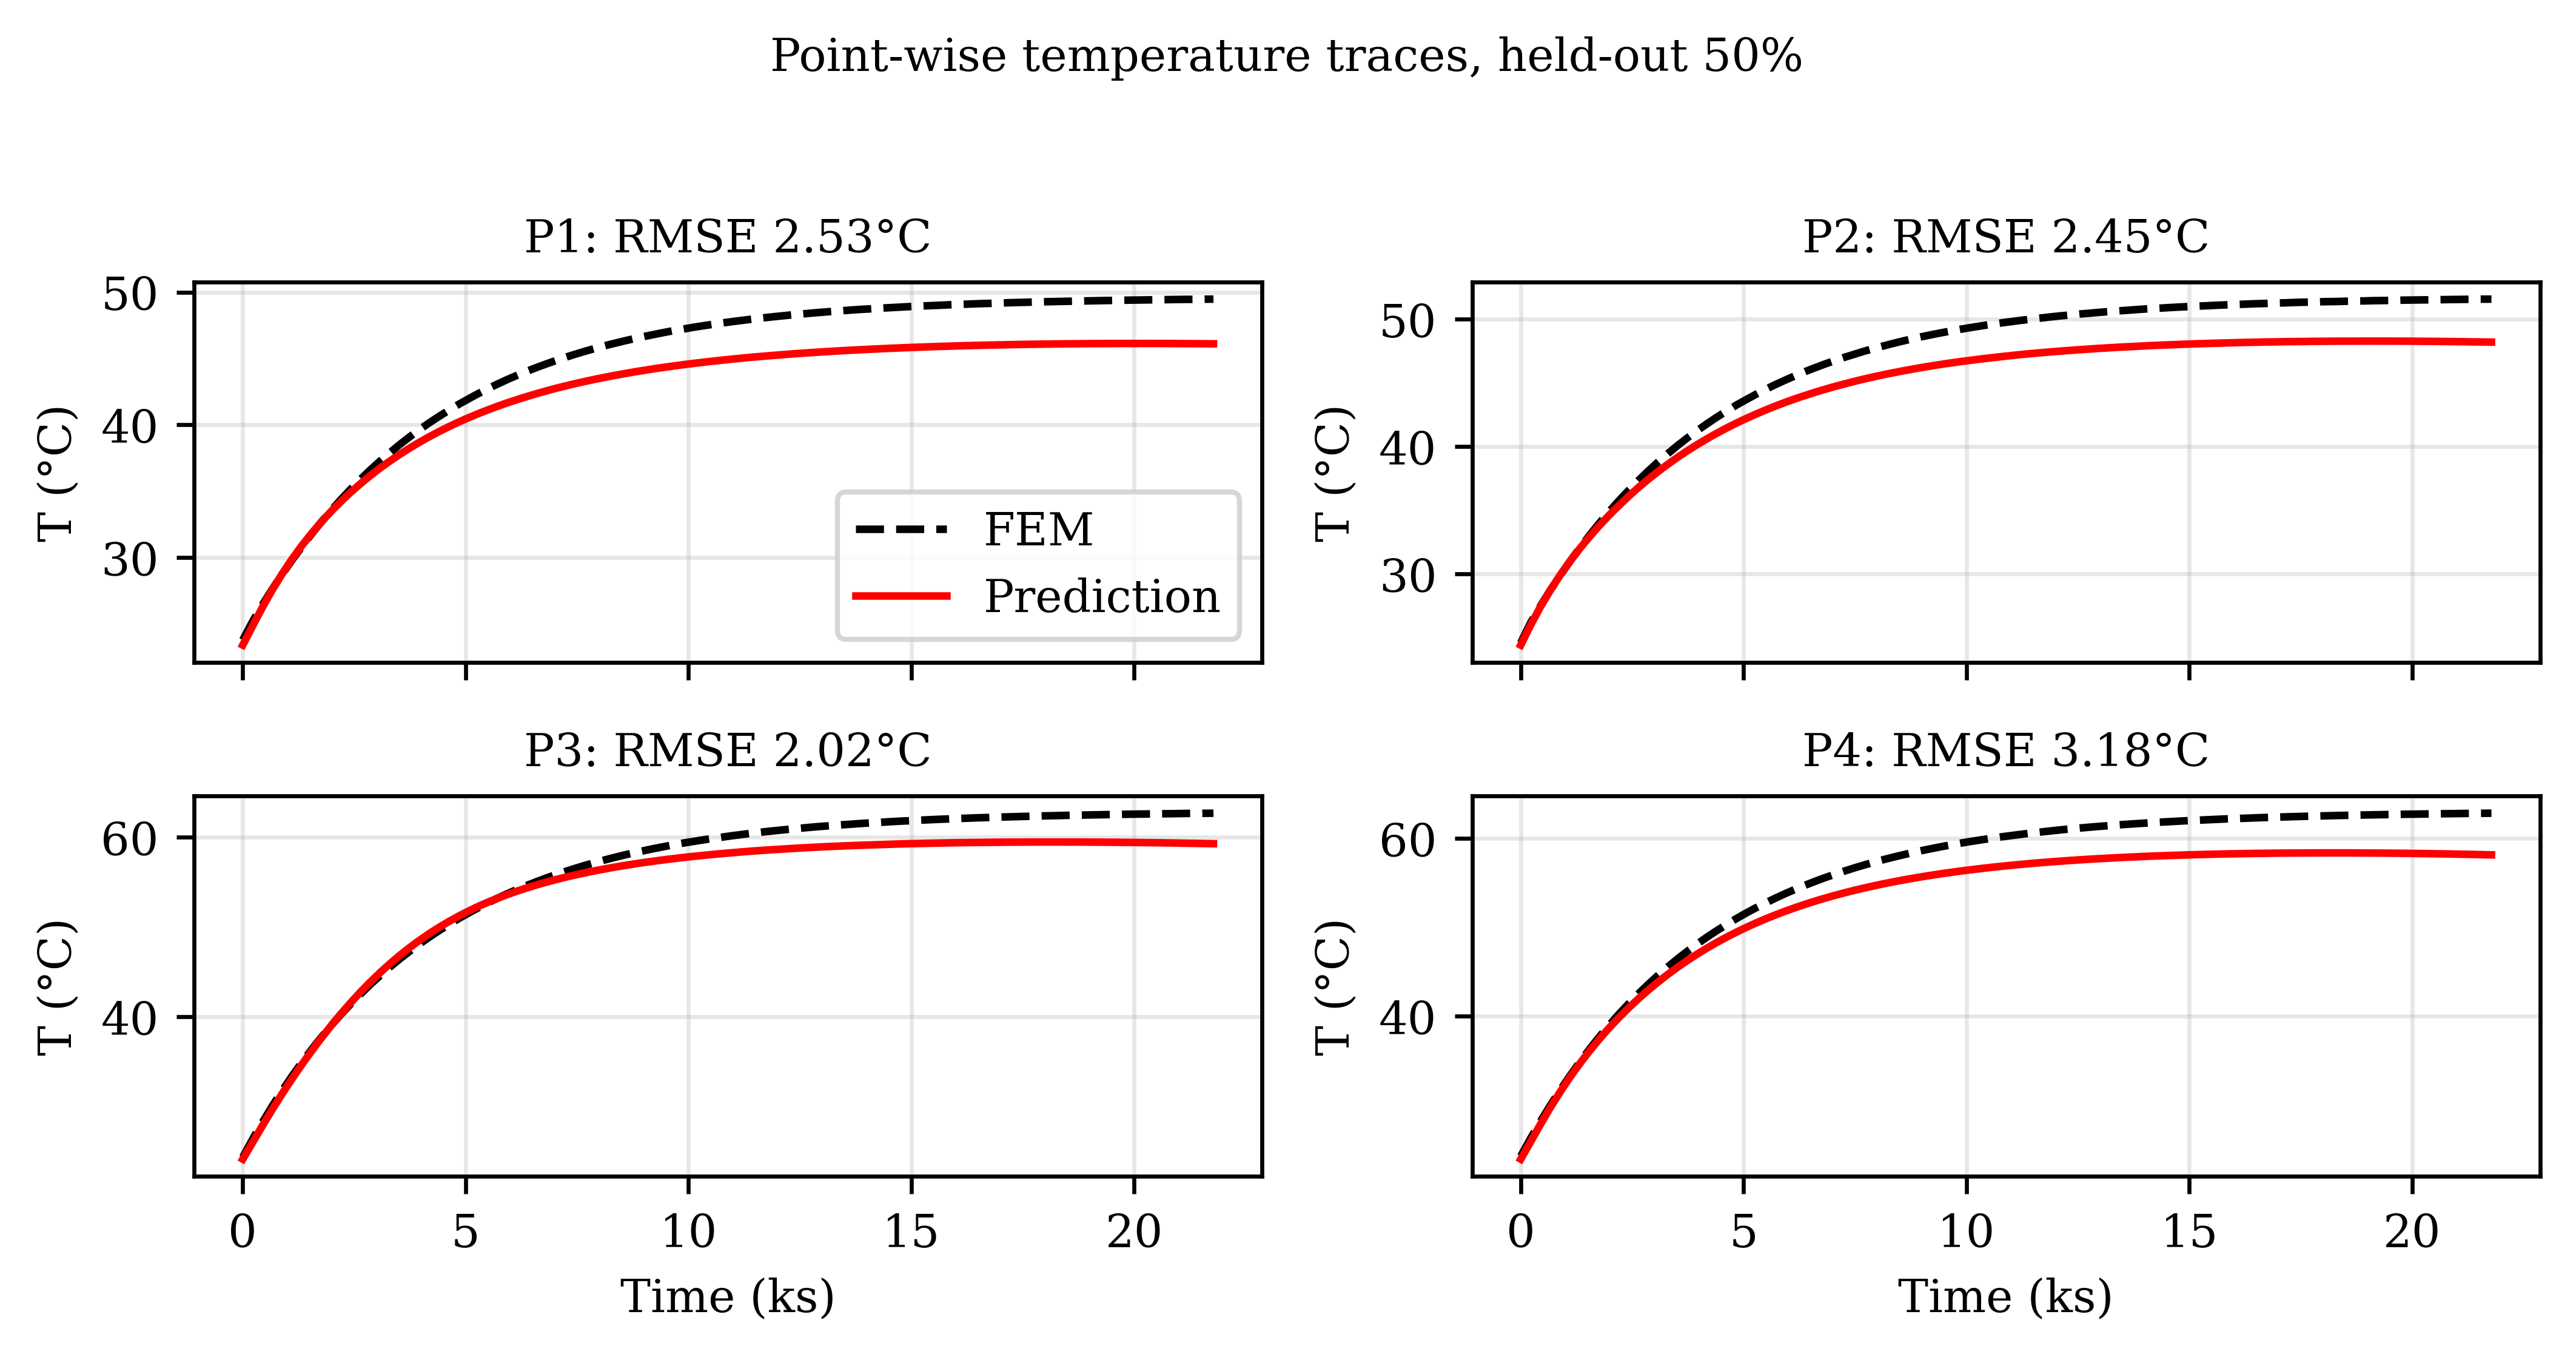 Point-wise temperature traces, held-out 50%
P1: RMSE 2.53°C
50
40
30
T (°C)
FEM
Prediction
P2: RMSE 2.45°C
50
40
30
T (°C)
P3: RMSE 2.02°C
60
40
T (°C)
0 5 10 15 20
Time (ks)
P4: RMSE 3.18°C
60
40
T (°C)
0 5 10 15 20
Time (ks)